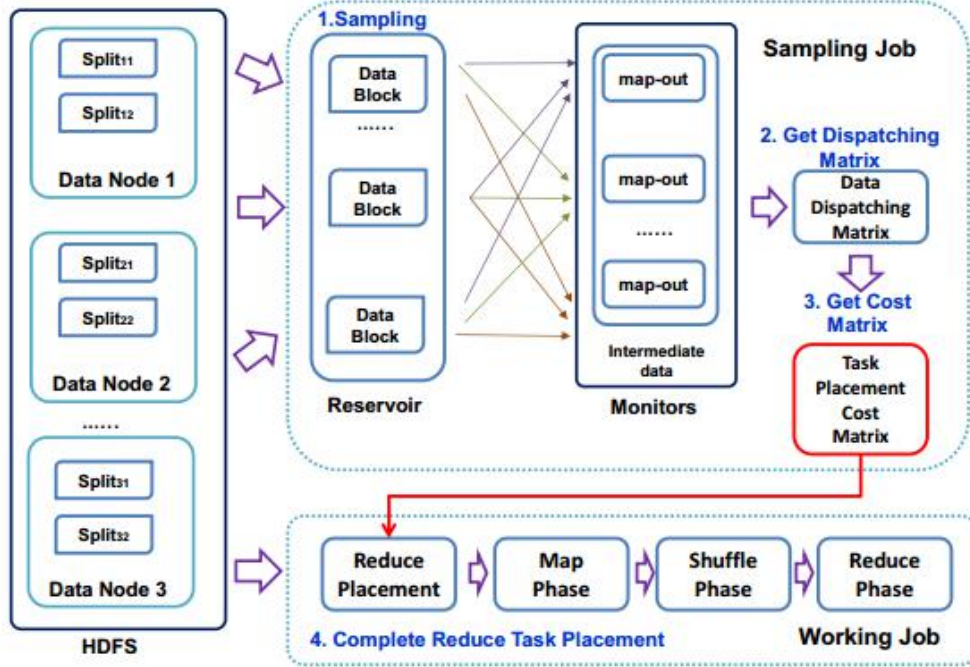 Split11
Split12
Data Node 1
Split21
Split22
Data Node 2
......
Split31
Split32
Data Node 3
HDFS
1.Sampling
Data
Block
......
Data
Block
Data
Block
Reservoir
map-out
map-out
......
map-out
Intermediate
data
Monitors
Sampling Job
2. Get Dispatching
Matrix
Data
Dispatching
Matrix
3. Get Cost
Matrix
Task
Placement
Cost
Matrix
Reduce
Placement
Map
Phase
Shuffle
Phase
Reduce
Phase
4. Complete Reduce Task Placement
Working Job